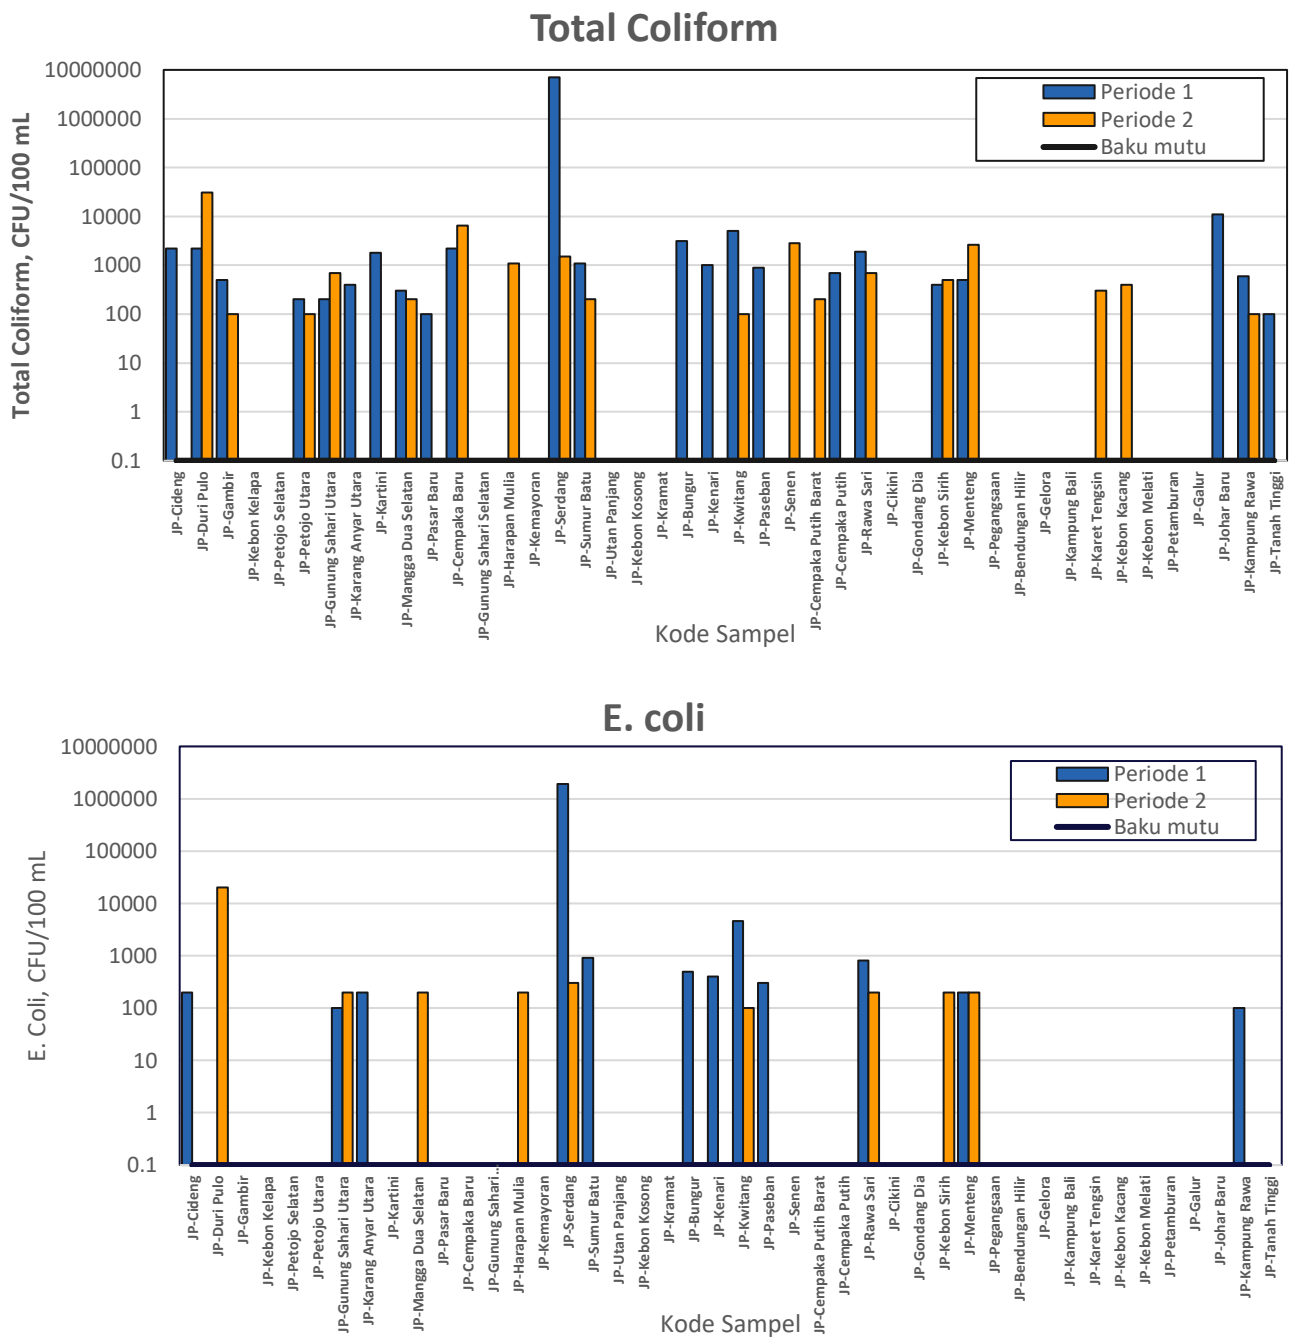 Total Coliform
Total Coliform, CFU/100 mL
10000000
1000000
100000
10000
1000
100
10
1
0.1
Periode 1
Periode 2
Baku mutu
JP-Cideng
JP-Duri Pulo
JP-Gambir
JP-Kebon Kelapa
JP-Petojo Selatan
JP-Petojo Utara
JP-Gunung Sahari Utara
JP-Karang Anyar Utara
JP-Kartini
JP-Mangga Dua Selatan
JP-Pasar Baru
JP-Cempaka Baru
JP-Gunung Sahari Selatan
JP-Harapan Mulia
JP-Kemayoran
JP-Serdang
JP-Sumur Batu
JP-Utan Panjang
JP-Kebon Kosong
JP-Kramat
JP-Bungur
JP-Kenari
JP-Kwitang
JP-Paseban
JP-Senen
JP-Cempaka Putih Barat
JP-Cempaka Putih
JP-Rawa Sari
JP-Cikini
JP-Gondang Dia
JP-Kebon Sirih
JP-Menteng
JP-Pegangsaan
JP-Bendungan Hilir
JP-Gelora
JP-Kampung Bali
JP-Karet Tengsin
JP-Kebon Kacang
JP-Kebon Melati
JP-Petamburan
JP-Galur
JP-Johar Baru
JP-Kampung Rawa
JP-Tanah Tinggi
Kode Sampel
E. coli
E. Coli, CFU/100 mL
10000000
1000000
100000
10000
1000
100
10
1
0.1
Periode 1
Periode 2
Baku mutu
JP-Cideng
JP-Duri Pulo
JP-Gambir
JP-Kebon Kelapa
JP-Petojo Selatan
JP-Petojo Utara
JP-Gunung Sahari Utara
JP-Karang Anyar Utara
JP-Kartini
JP-Mangga Dua Selatan
JP-Pasar Baru
JP-Cempaka Baru
JP-Gunung Sahari...
JP-Harapan Mulia
JP-Kemayoran
JP-Serdang
JP-Sumur Batu
JP-Utan Panjang
JP-Kebon Kosong
JP-Kramat
JP-Bungur
JP-Kenari
JP-Kwitang
JP-Paseban
JP-Senen
JP-Cempaka Putih Barat
JP-Cempaka Putih
JP-Rawa Sari
JP-Cikini
JP-Gondang Dia
JP-Kebon Sirih
JP-Menteng
JP-Pegangsaan
JP-Bendungan Hilir
JP-Gelora
JP-Kampung Bali
JP-Karet Tengsin
JP-Kebon Kacang
JP-Kebon Melati
JP-Petamburan
JP-Galur
JP-Johar Baru
JP-Kampung Rawa
JP-Tanah Tinggi
Kode Sampel